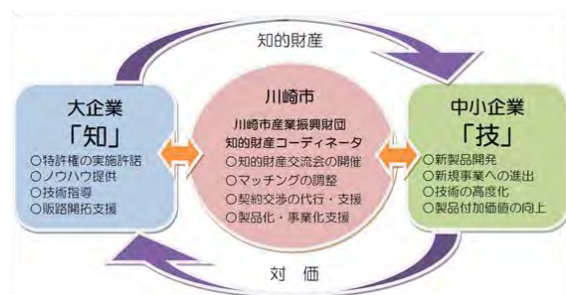 知的財産
大企業
「知」
○特許権の実施許諾
○ノウハウ提供
○技術指導
○販路開拓支援
川崎市
川崎市産業振興財団
知的財産コーディネータ
○知的財産交流会の開催
○マッチングの調整
○契約交渉の代行・支援
○製品化・事業化支援
中小企業
「技」
○新製品開発
○新規事業への進出
○技術の高度化
○製品付加価値の向上
対 価